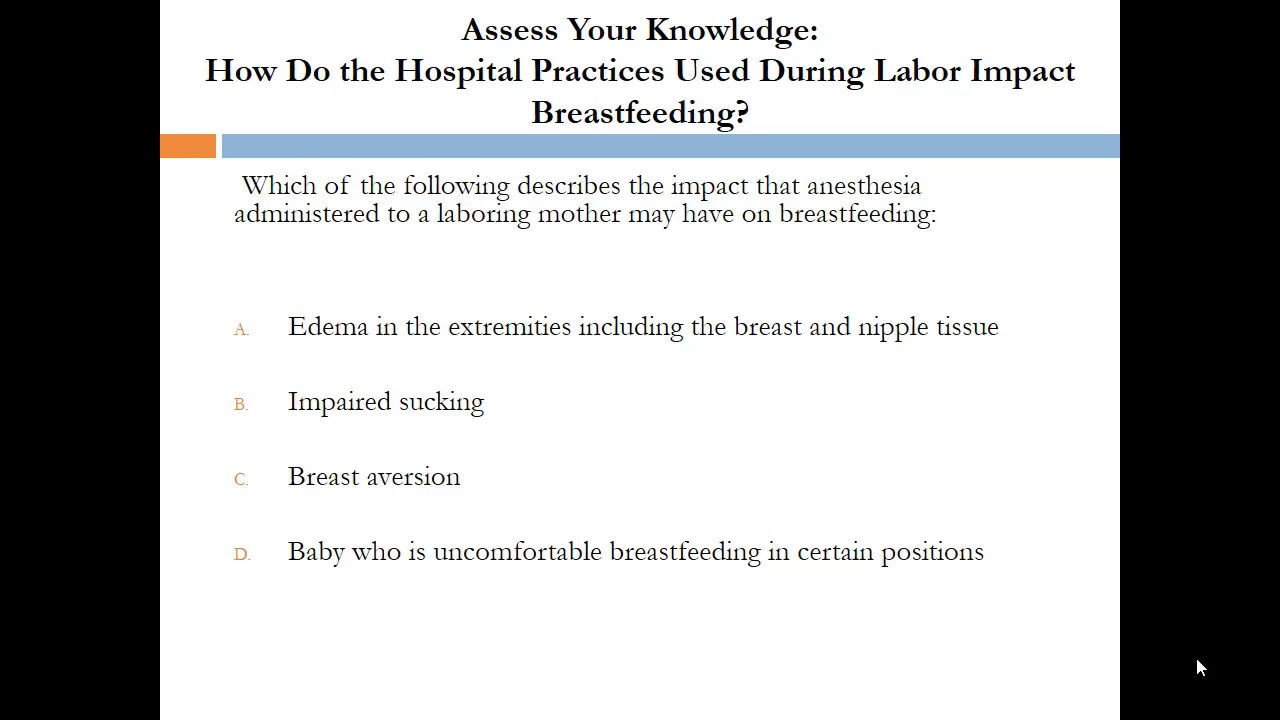 Assess Your Knowledge:
How Do the Hospital Practices Used During Labor Impact
Breastfeeding?
Which of the following describes the impact that anesthesia
administered to a laboring mother may have on breastfeeding:
A. Edema in the extremities including the breast and nipple tissue
B. Impaired sucking
C. Breast aversion
D. Baby who is uncomfortable breastfeeding in certain positions